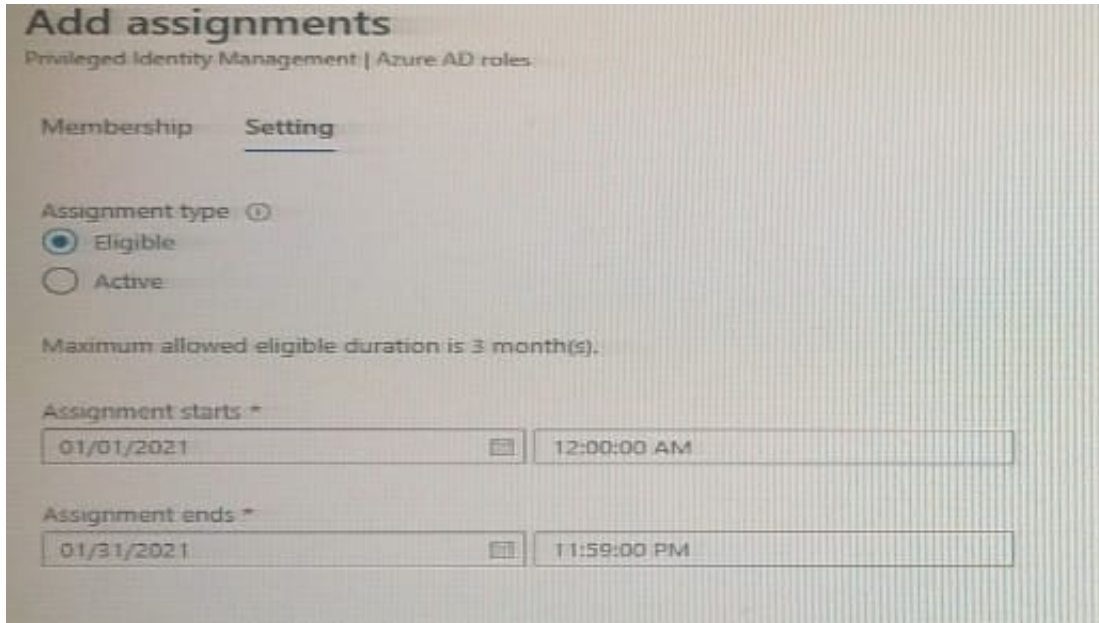 Add assignments
Privileged Identity Management | Azure AD roles
Membership Setting
Assignment type
Eligible
Active
Maximum allowed eligible duration is 3 month(s).
Assignment starts *
01/01/2021 12:00:00 AM
Assignment ends *
01/31/2021 11:59:00 PM